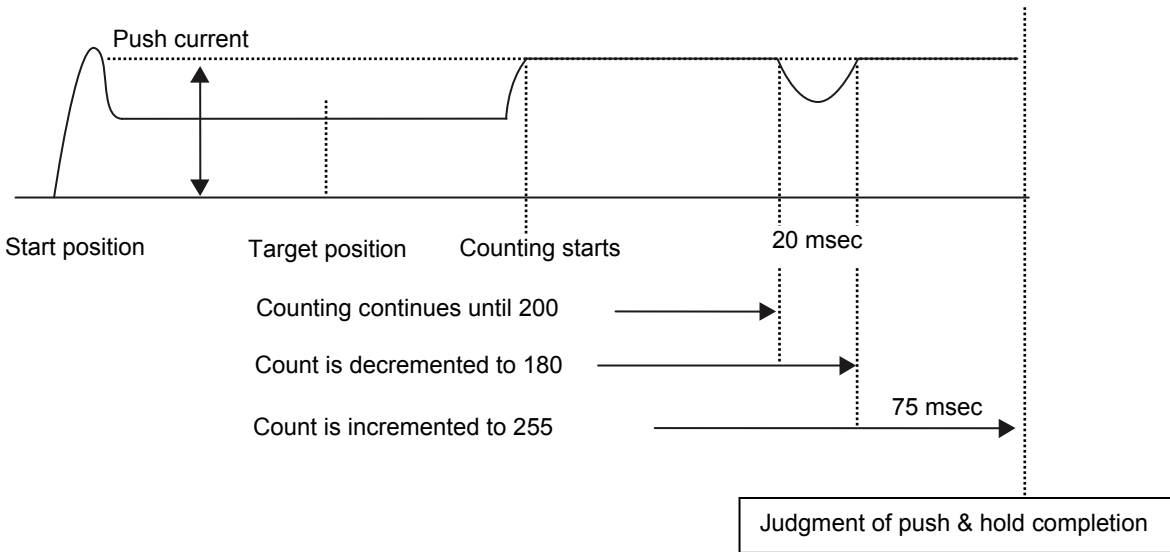 Push current
Start position
Target position
Counting starts
20 msec
Counting continues until 200
Count is decremented to 180
75 msec
Count is incremented to 255
Judgment of push & hold completion